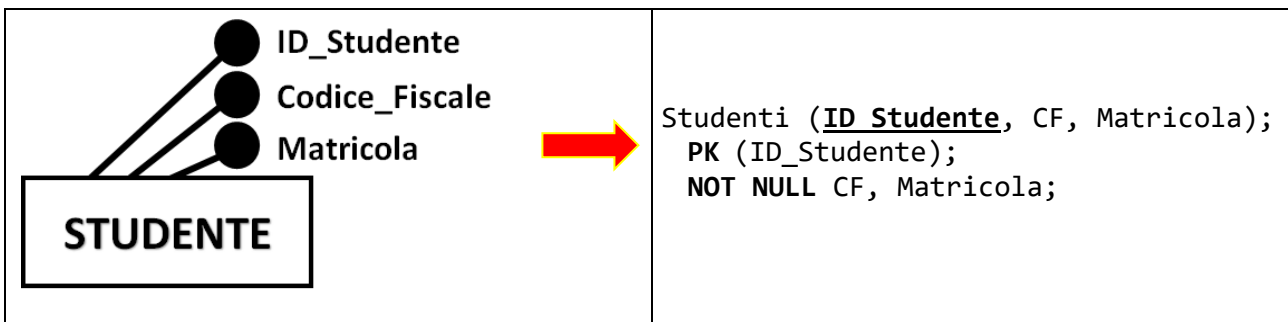 ID_Studente
Codice_Fiscale
Matricola
STUDENTE
Studenti (ID_Studente, CF, Matricola);
PK (ID_Studente);
NOT NULL CF, Matricola;